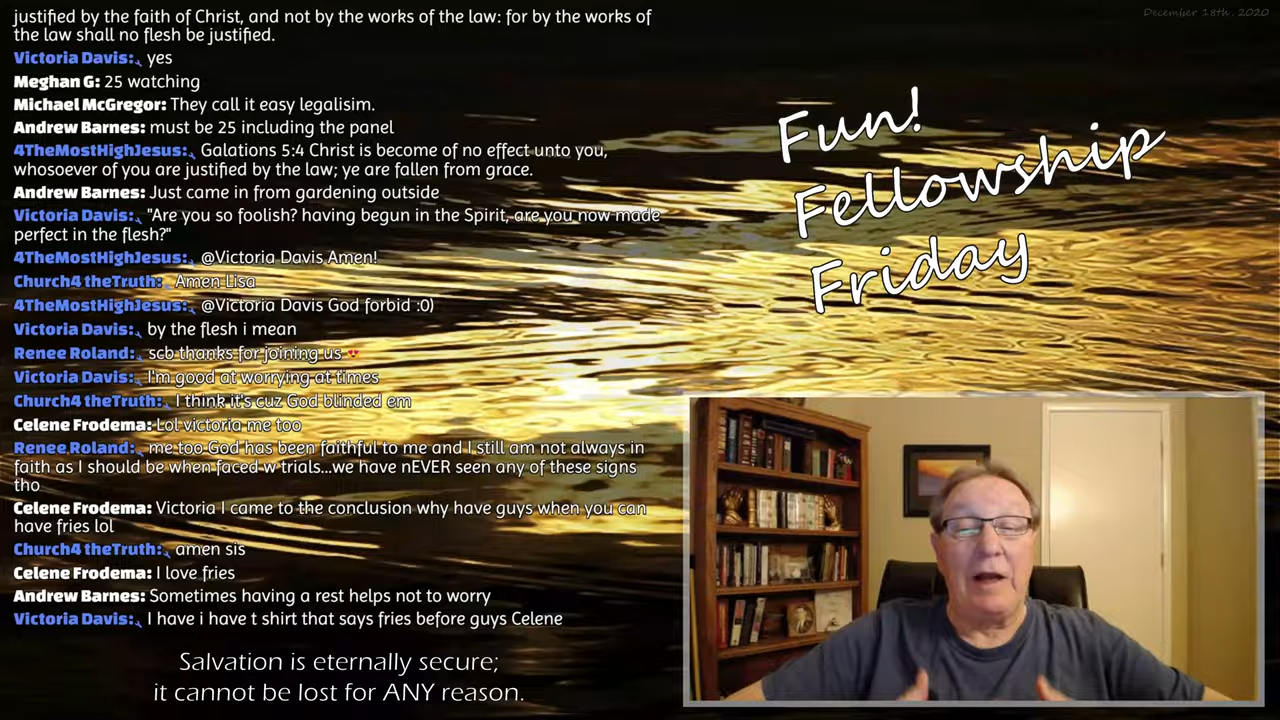 justified by the faith of Christ, and not by the works of the law: for by the works of
the law shall no flesh be justified.
Victoria Davis: yes
Meghan G: 25 watching
Michael McGregor: They call it easy legalisim.
Andrew Barnes: must be 25 including the panel
4TheMostHighJesus: Galations 5:4 Christ is become of no effect unto you,
whosoever of you are justified by the law; ye are fallen from grace.
Andrew Barnes: Just came in from gardening outside
Victoria Davis: "Are you so foolish? having begun in the Spirit, are you now made
perfect in the flesh?"
4TheMostHighJesus: @Victoria Davis Amen!
Church4 theTruth: Amen Lisa
4TheMostHighJesus: @Victoria Davis God forbid :0)
Victoria Davis: by the flesh i mean
Renee Roland: scb thanks for joining us 😍
Victoria Davis: I'm good at worrying at times
Church4 theTruth: I think it's cuz God blinded em
Celene Frodema: Lol victoria me too
Renee Roland: me too God has been faithful to me and I still am not always in
faith as I should be when faced w trials...we have nEVER seen any of these signs
tho
Celene Frodema: Victoria I came to the conclusion why have guys when you can
have fries lol
Church4 theTruth: amen sis
Celene Frodema: I love fries
Andrew Barnes: Sometimes having a rest helps not to worry
Victoria Davis: I have i have t shirt that says fries before guys Celene
Salvation is eternally secure;
it cannot be lost for ANY reason.
December 18th, 2020
Fun!
Fellowship
Friday